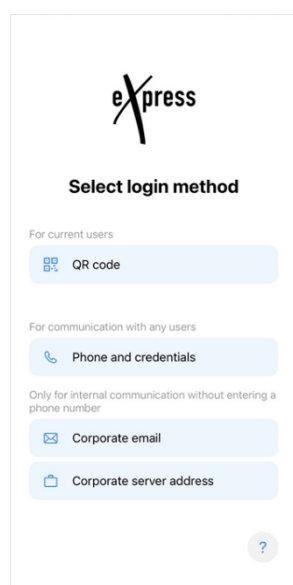 eXpress
Select login method
For current users
QR code
For communication with any users
Phone and credentials
Only for internal communication without entering a
phone number
Corporate email
Corporate server address
?